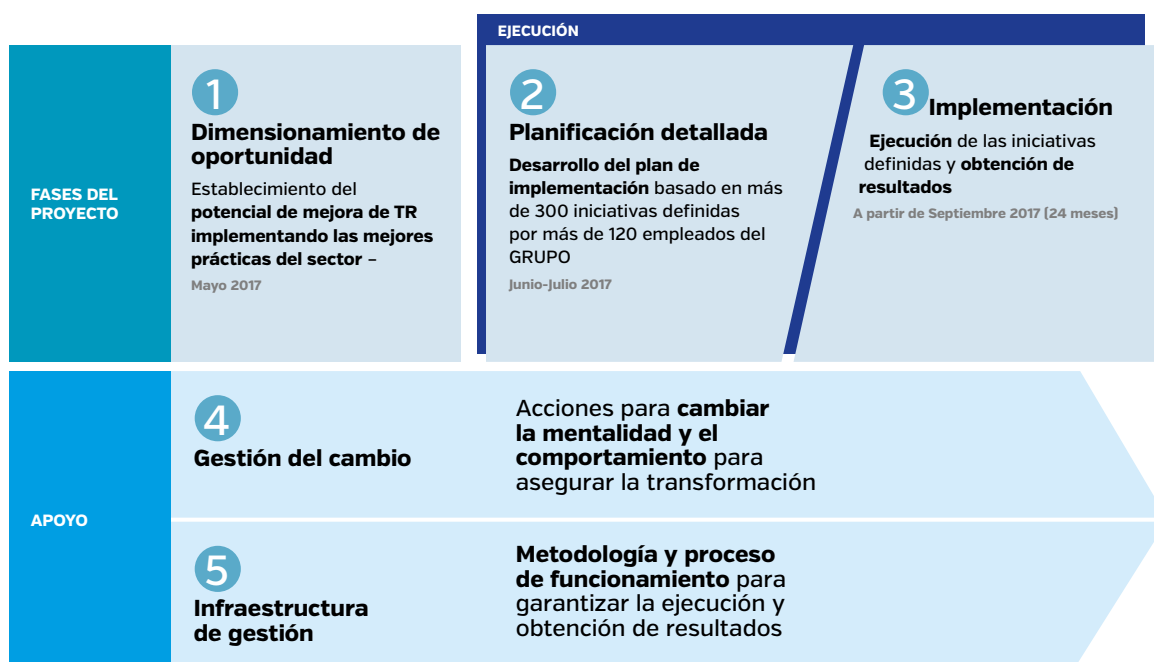 EJECUCIÓN
FASES DEL
PROYECTO
1
Dimensionamiento de
oportunidad
Establecimiento del
potencial de mejora de TR
implementando las mejores
prácticas del sector –
Mayo 2017
2
Planificación detallada
Desarrollo del plan de
implementación basado en más
de 300 iniciativas definidas
por más de 120 empleados del
GRUPO
Junio-Julio 2017
3
Implementación
Ejecución de las iniciativas
definidas y obtención de
resultados
A partir de Septiembre 2017 (24 meses)
APOYO
4
Gestión del cambio
Acciones para cambiar
la mentalidad y el
comportamiento para
asegurar la transformación
5
Infraestructura
de gestión
Metodología y proceso
de funcionamiento para
garantizar la ejecución y
obtención de resultados